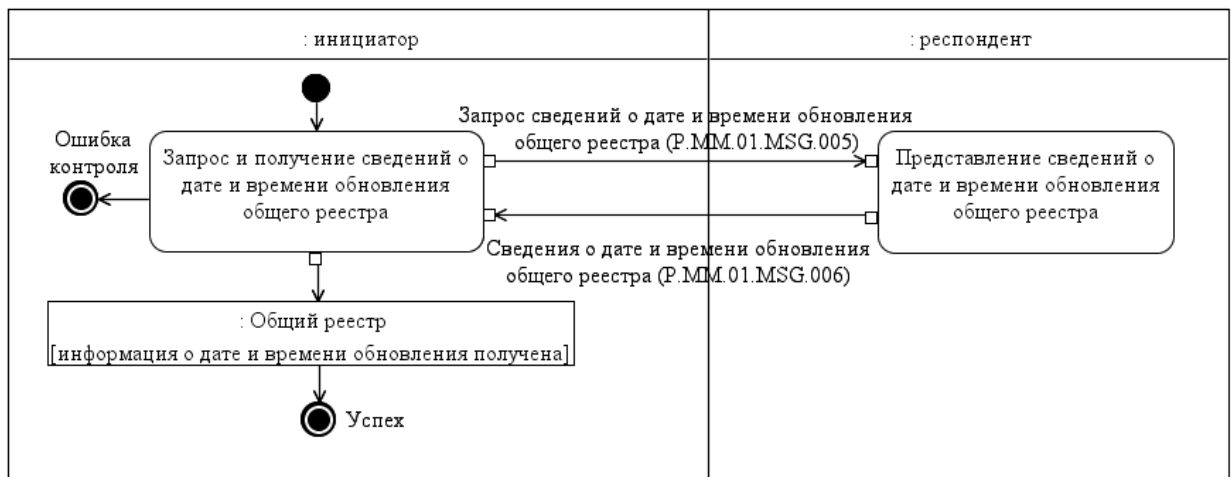 : инициатор
: респондент
Запрос сведений о дате и времени обновления
общего реестра (P.MM.01.MSG.005)
Ошибка
контроля
Запрос и получение сведений о
дате и времени обновления
общего реестра
Представление сведений о
дате и времени обновления
общего реестра
Сведения о дате и времени обновления
общего реестра (P.MM.01.MSG.006)
: Общий реестр
[информация о дате и времени обновления получена]
Успех